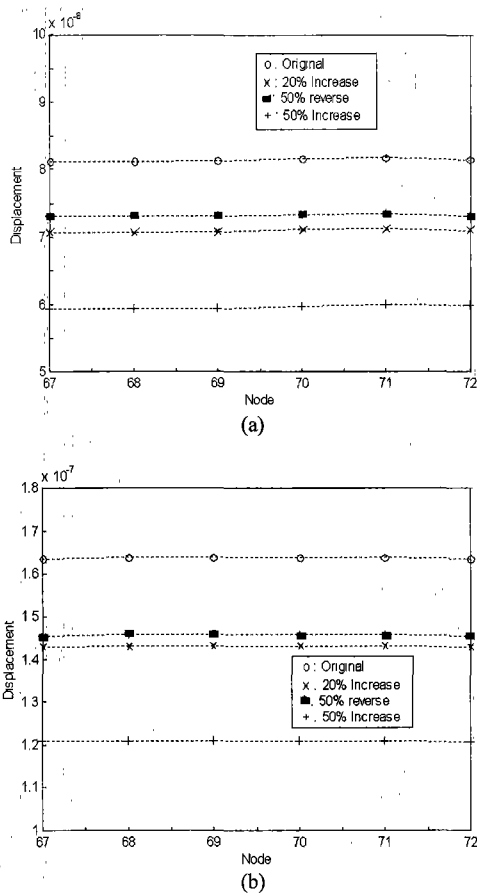 x 10^-8
10
9
8
7
6
5
Displacement
o : Original
× : 20% Increase
■ : 50% reverse
+ : 50% Increase
67 68 69 70 71 72
Node
(a)
x 10^-7
1.8
1.7
1.6
1.5
1.4
1.3
1.2
1.1
1
Displacement
o : Original
× : 20% Increase
■ : 50% reverse
+ : 50% Increase
67 68 69 70 71 72
Node
(b)